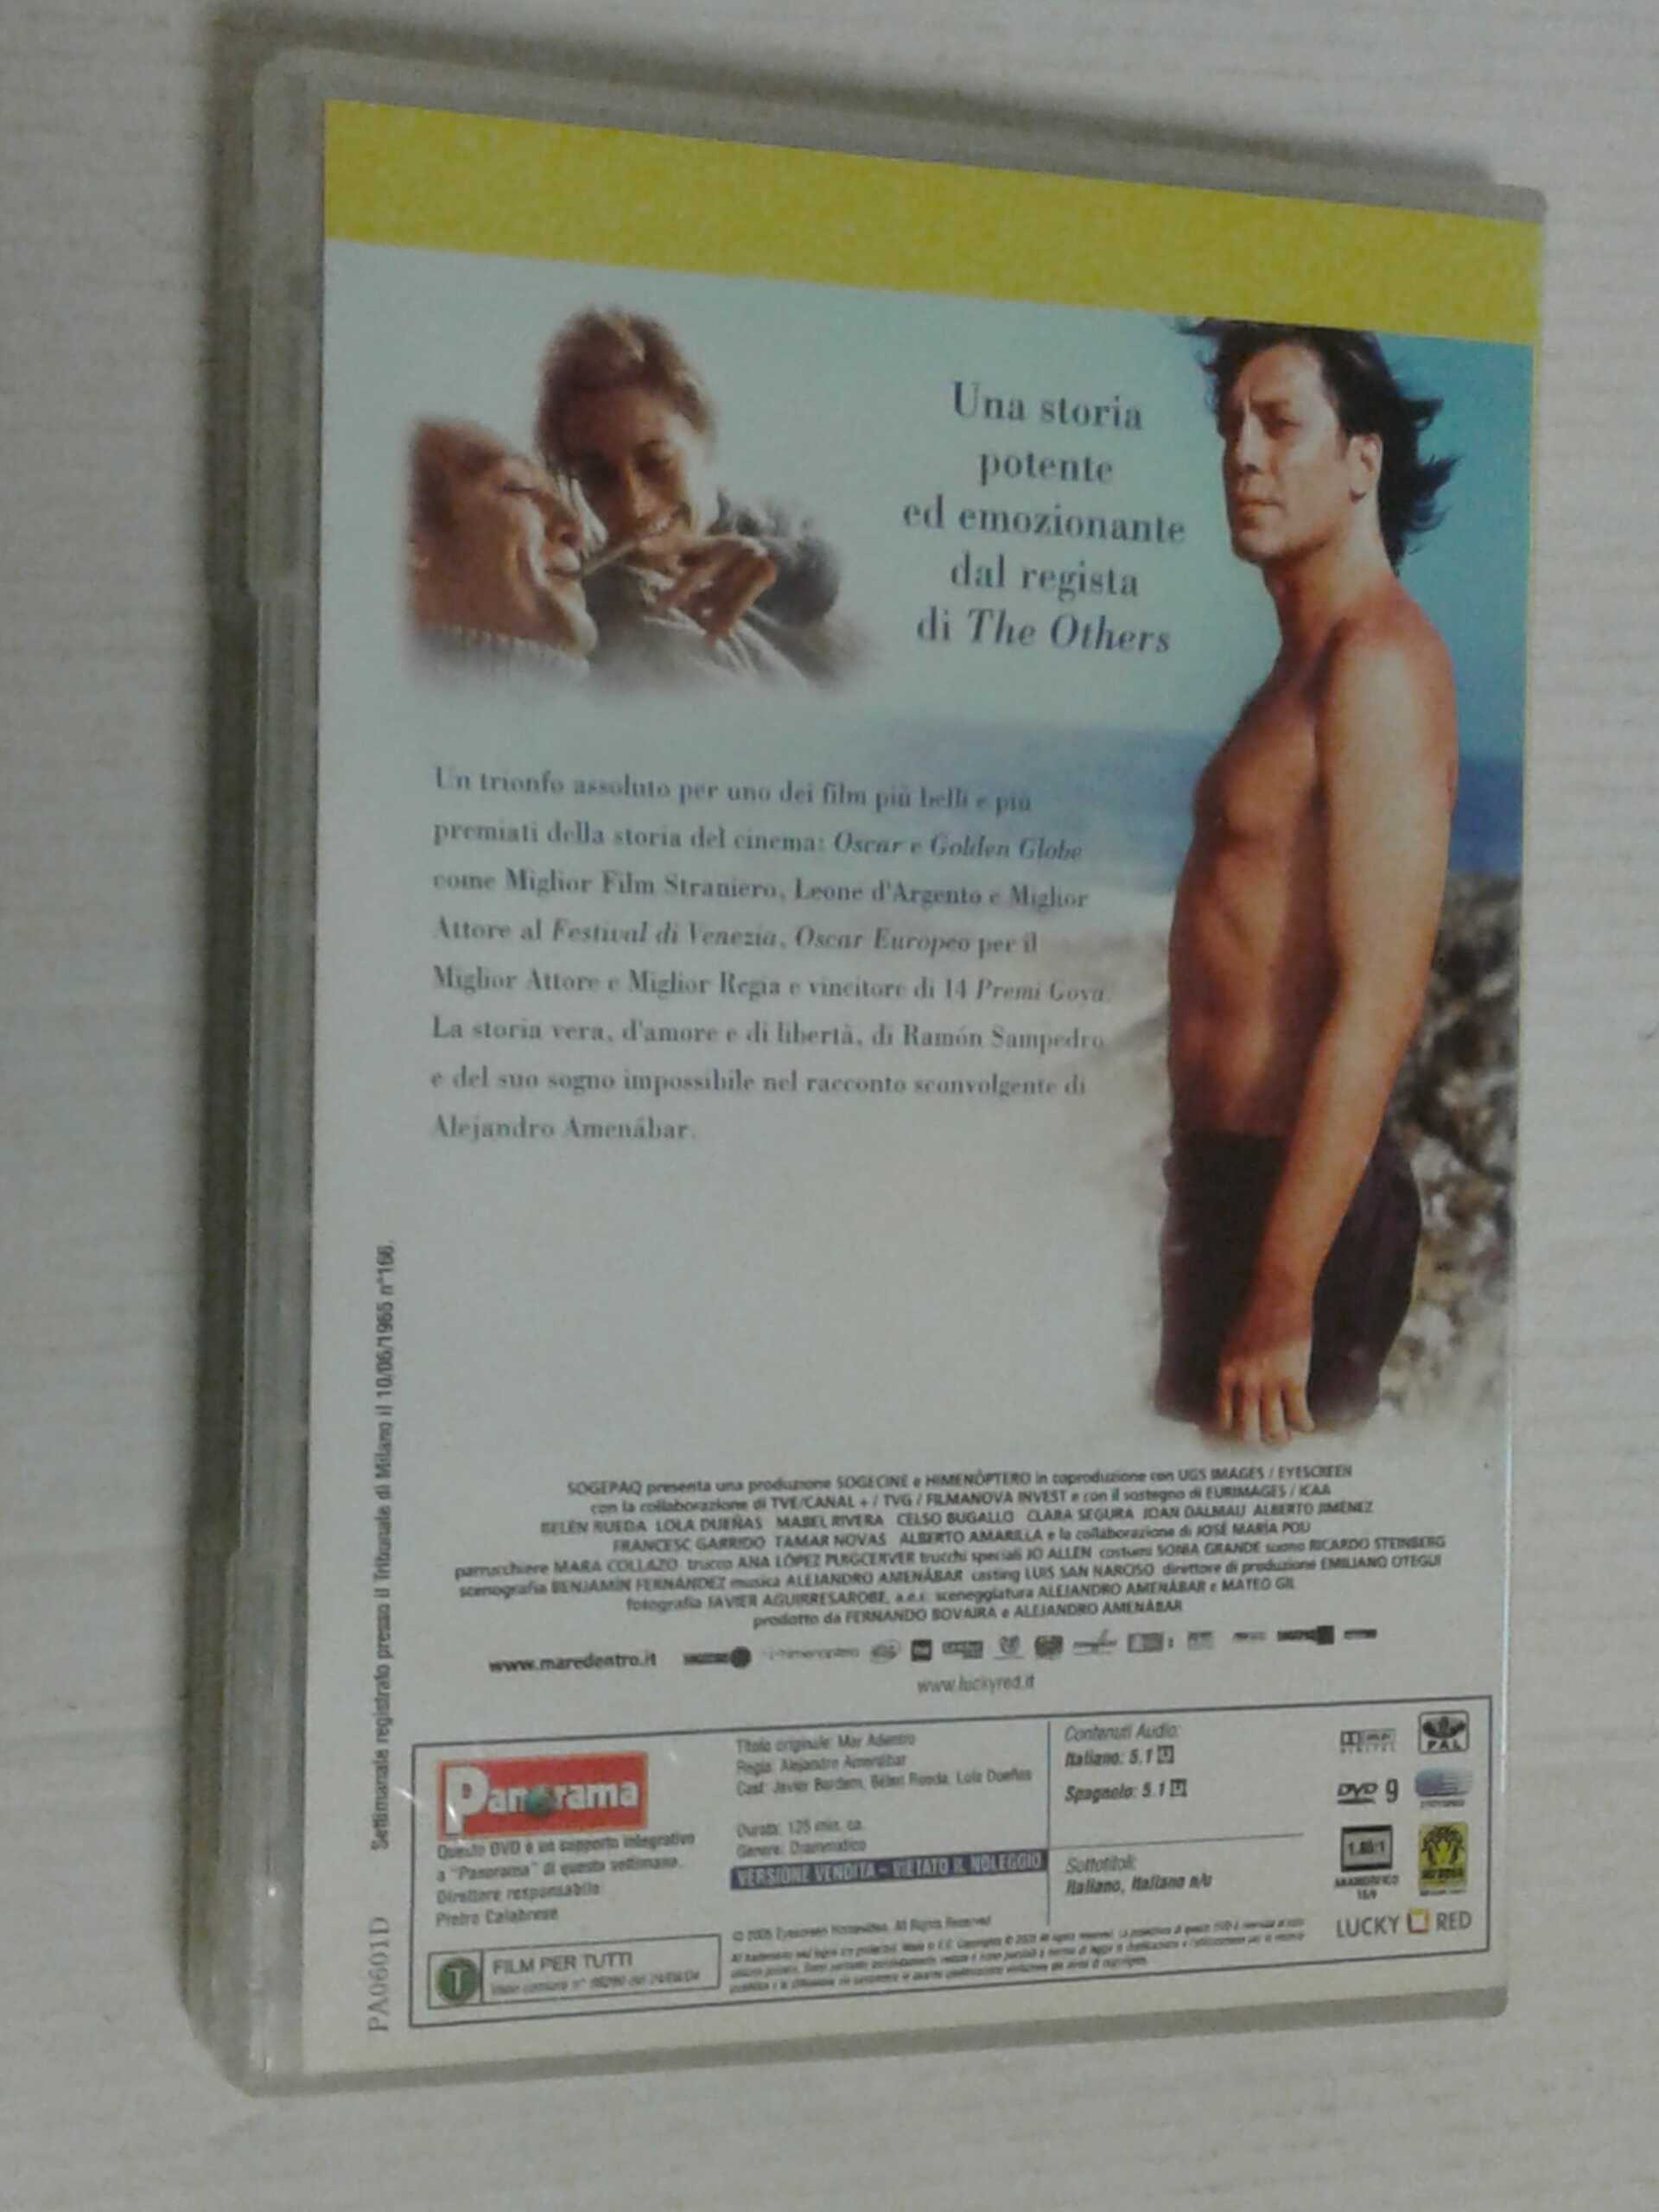 Una storia
potente
ed emozionante
dal regista
di The Others
Un trionfo assoluto per uno dei film più belli e più
premiati della storia del cinema: Oscar e Golden Globe
come Miglior Film Straniero, Leone d'Argento e Miglior
Attore al Festival di Venezia, Oscar Europeo per il
Miglior Attore e Miglior Regia e vincitore di 14 Premi Goya.
La storia vera, d'amore e di libertà, di Ramón Sampedro
e del suo sogno impossibile nel racconto sconvolgente di
Alejandro Amenábar.
Settimanale registrato presso il Tribunale di Milano il 10/06/1965 n°166.
PA0601D
SOGEPAQ presenta una produzione SOGECINE e HIMENÓPTERO in coproduzione con UGS IMAGES / EYESCREEN
con la collaborazione di TVE/CANAL + / TVG / FILMANOVA INVEST e con il sostegno di EURIMAGES / ICAA
BELÉN RUEDA LOLA DUEÑAS MABEL RIVERA CELSO BUGALLO CLARA SEGURA JOAN DALMAU ALBERTO JIMÉNEZ
FRANCESC GARRIDO TAMAR NOVAS ALBERTO AMARILLA e la collaborazione di JOSÉ MARÍA POU
parrucchiere MARA COLLAZO trucco ANA LÓPEZ PUIGCERVER trucchi speciali JO ALLEN costumi SONIA GRANDE suono RICARDO STEINBERG
scenografia BENJAMÍN FERNÁNDEZ musica ALEJANDRO AMENÁBAR casting LUIS SAN NARCISO direttore di produzione EMILIANO OTEGUI
fotografia JAVIER AGUIRRESAROBE, a.e.c. sceneggiatura ALEJANDRO AMENÁBAR e MATEO GIL
prodotto da FERNANDO BOVAIRA e ALEJANDRO AMENÁBAR
www.maredentro.it
www.luckyred.it
Panorama
Questo DVD è un supporto integrativo
a "Panorama" di questa settimana.
Direttore responsabile
Pietro Calabrese
T FILM PER TUTTI
Titolo originale: Mar Adentro
Regia: Alejandro Amenábar
Cast: Javier Bardem, Belén Rueda, Lola Dueñas
Durata: 125 min. ca.
Genere: Drammatico
VERSIONE VENDITA - VIETATO IL NOLEGGIO
Contenuti Audio:
Italiano: 5.1
Spagnolo: 5.1
Sottotitoli:
Italiano, Italiano n/u
PAL
DVD 9
1.85:1
ANAMORFICO
16/9
LUCKY RED
© 2005 Eyescreen Homevideo. All Rights Reserved